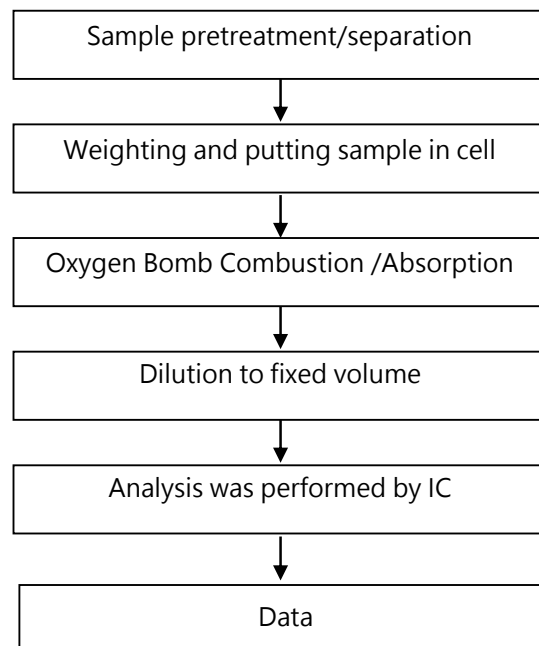 Sample pretreatment/separation
Weighting and putting sample in cell
Oxygen Bomb Combustion /Absorption
Dilution to fixed volume
Analysis was performed by IC
Data